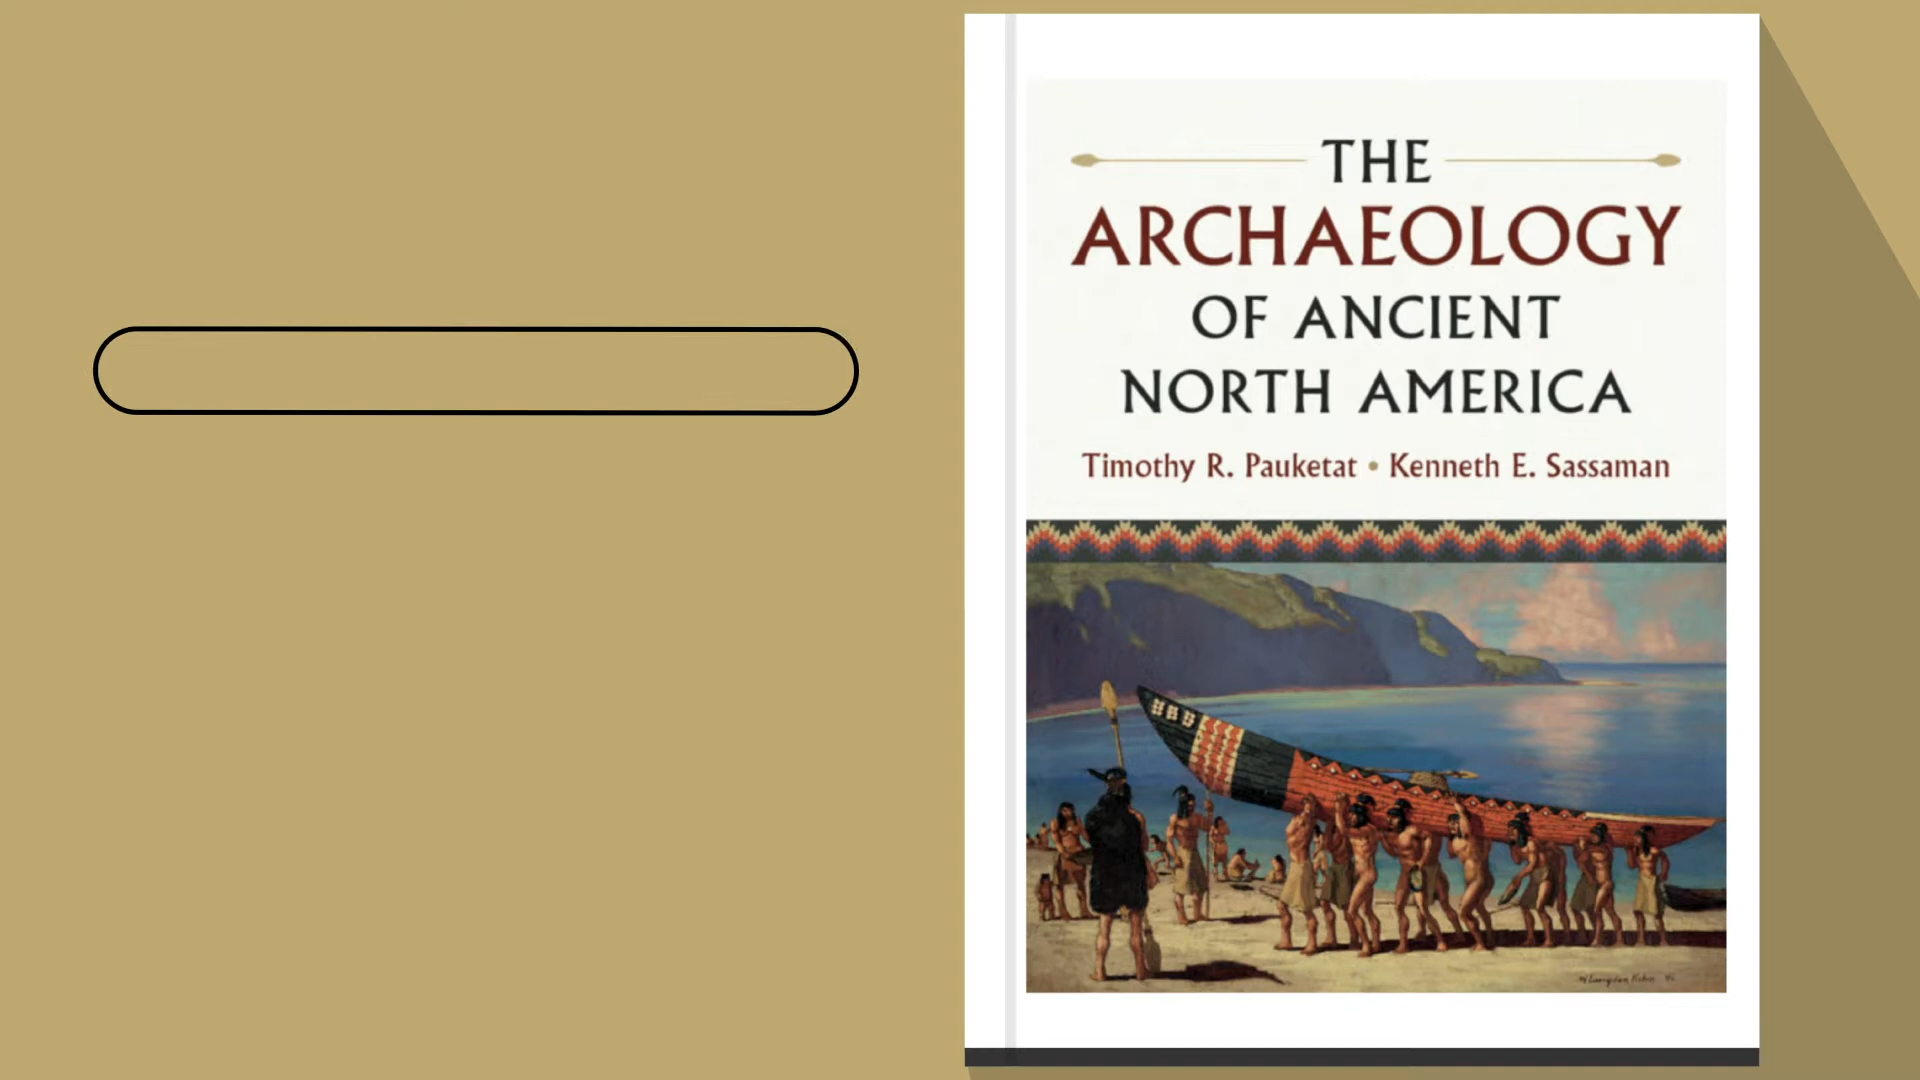 THE
ARCHAEOLOGY
OF ANCIENT
NORTH AMERICA
Timothy R. Pauketat • Kenneth E. Sassaman